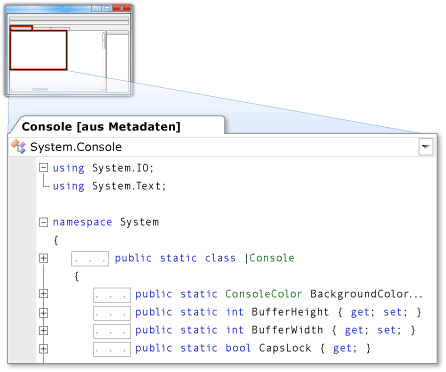 Console [aus Metadaten]
System.Console
using System.IO;
using System.Text;
namespace System
{
. . . public static class |Console
{
. . . public static ConsoleColor BackgroundColor...
. . . public static int BufferHeight { get; set; }
. . . public static int BufferWidth { get; set; }
. . . public static bool CapsLock { get; }